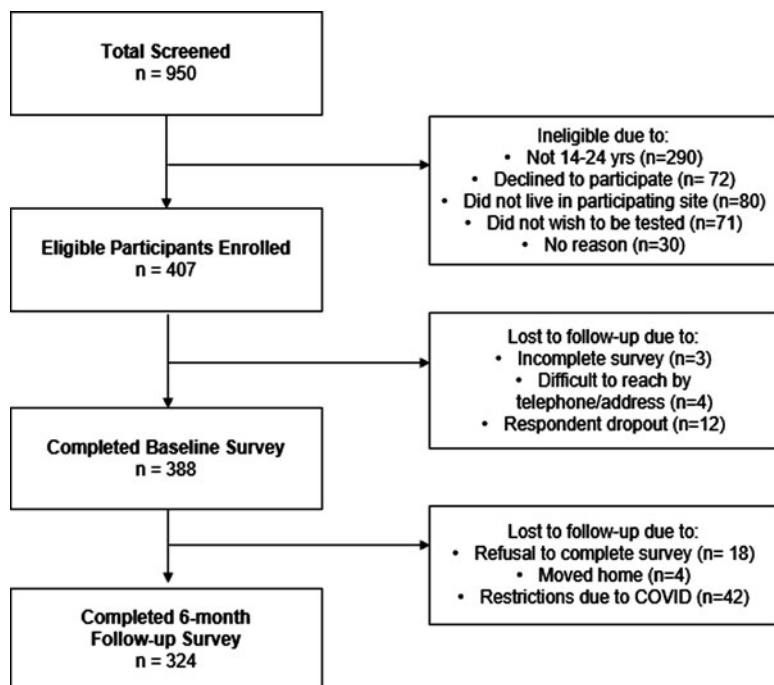 Total Screened
n = 950
Ineligible due to:
• Not 14-24 yrs (n=290)
• Declined to participate (n= 72)
• Did not live in participating site (n=80)
• Did not wish to be tested (n=71)
• No reason (n=30)
Eligible Participants Enrolled
n = 407
Lost to follow-up due to:
• Incomplete survey (n=3)
• Difficult to reach by
telephone/address (n=4)
• Respondent dropout (n=12)
Completed Baseline Survey
n = 388
Lost to follow-up due to:
• Refusal to complete survey (n= 18)
• Moved home (n=4)
• Restrictions due to COVID (n=42)
Completed 6-month
Follow-up Survey
n = 324